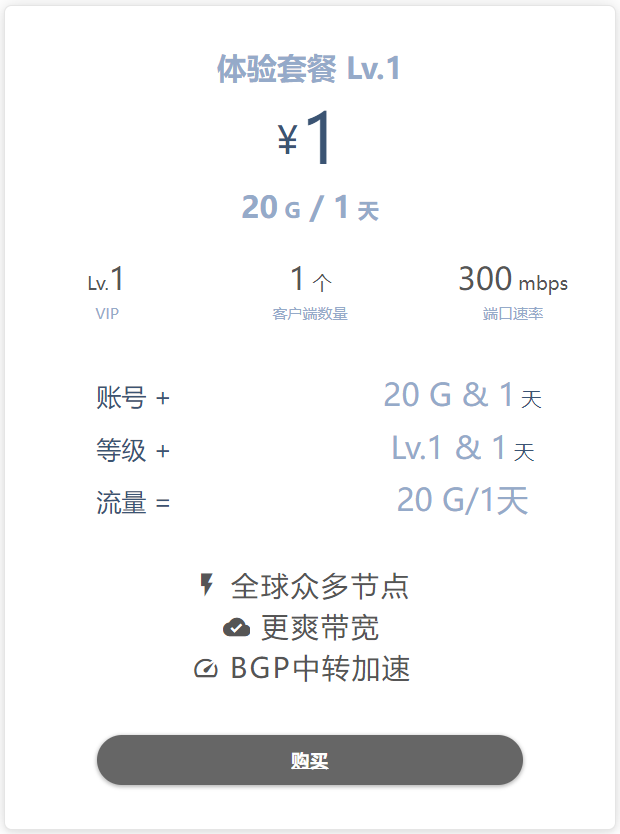 体验套餐 Lv.1
¥1
20 G / 1 天
Lv.1 1 个 300 mbps
VIP 客户端数量 端口速率
账号 + 20 G & 1 天
等级 + Lv.1 & 1 天
流量 = 20 G/1天
全球众多节点
更爽带宽
BGP中转加速
购买